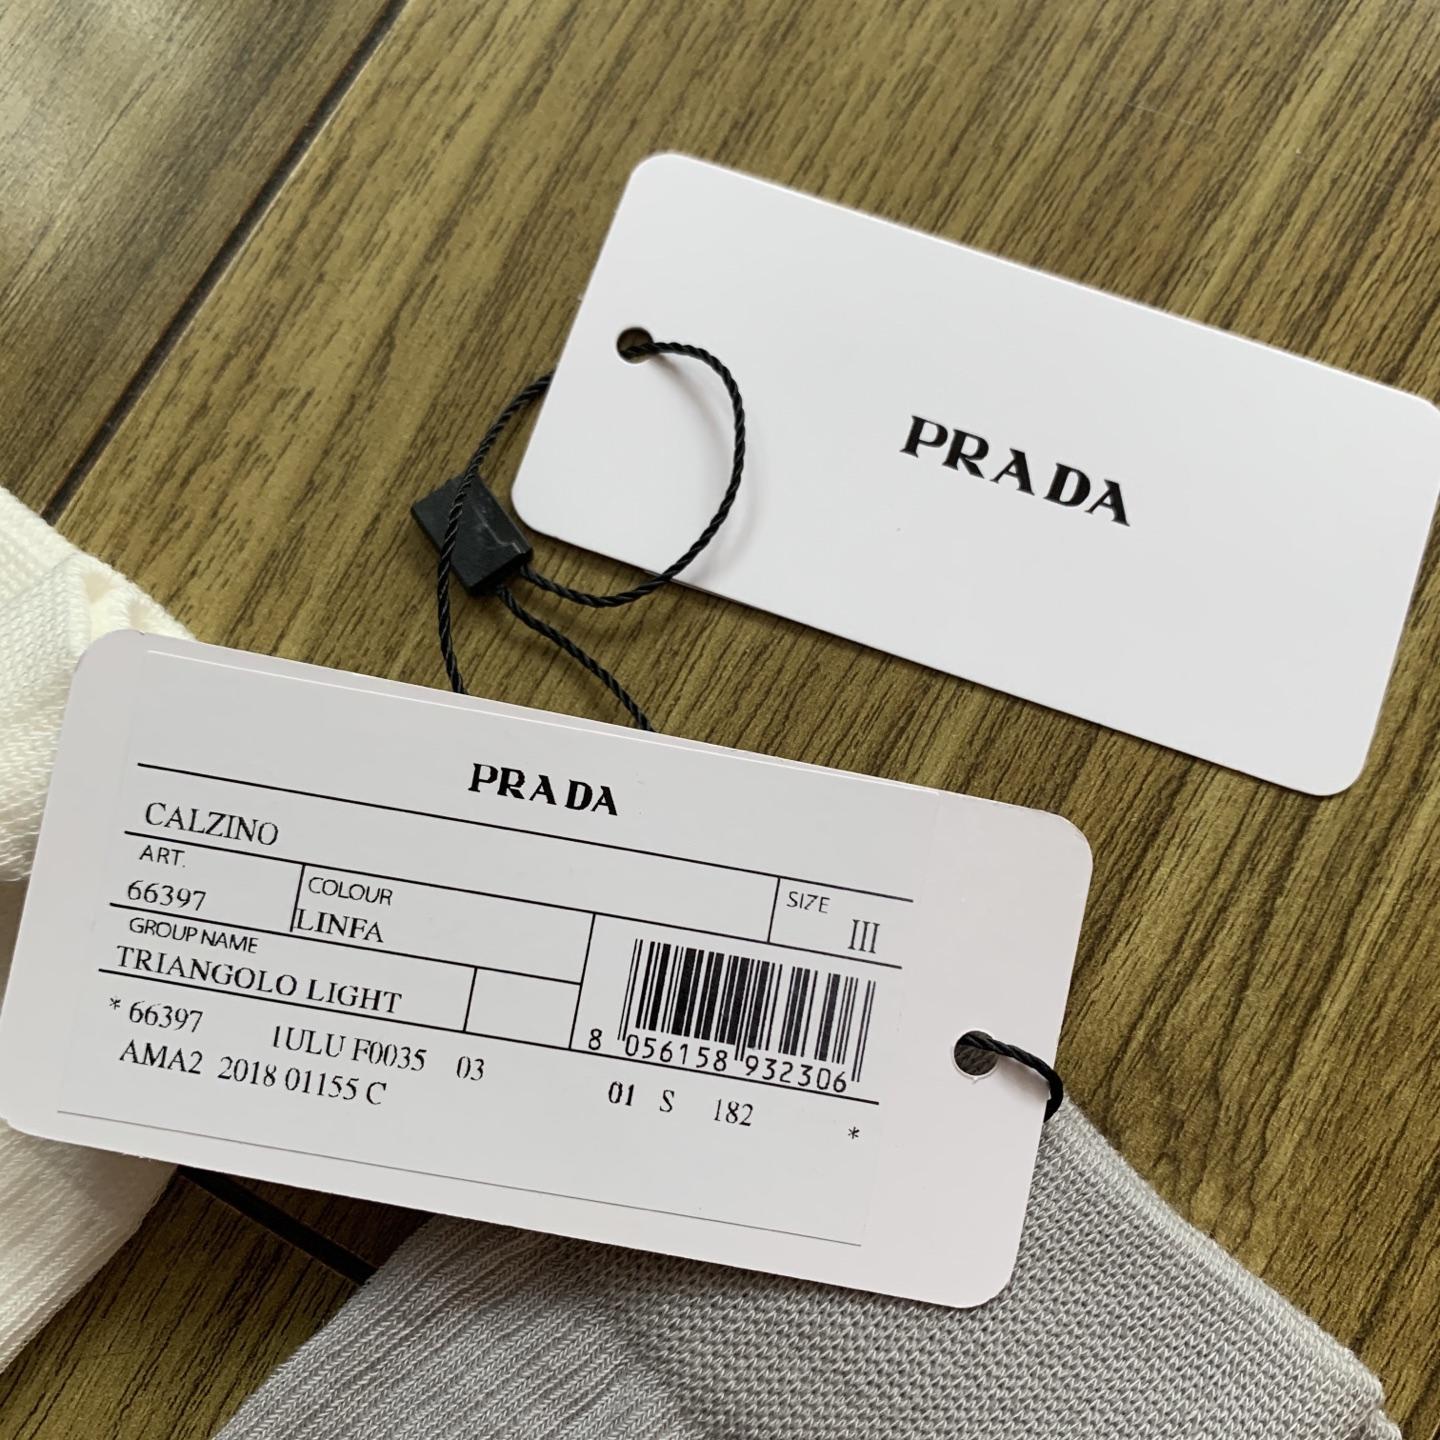 PRADA
PRADA
CALZINO
ART.
66397
COLOUR
LINFA
SIZE
III
GROUP NAME
TRIANGOLO LIGHT
8 056158 932306
* 66397 1ULU F0035 03
AMA2 2018 01155 C 01 S 182 *